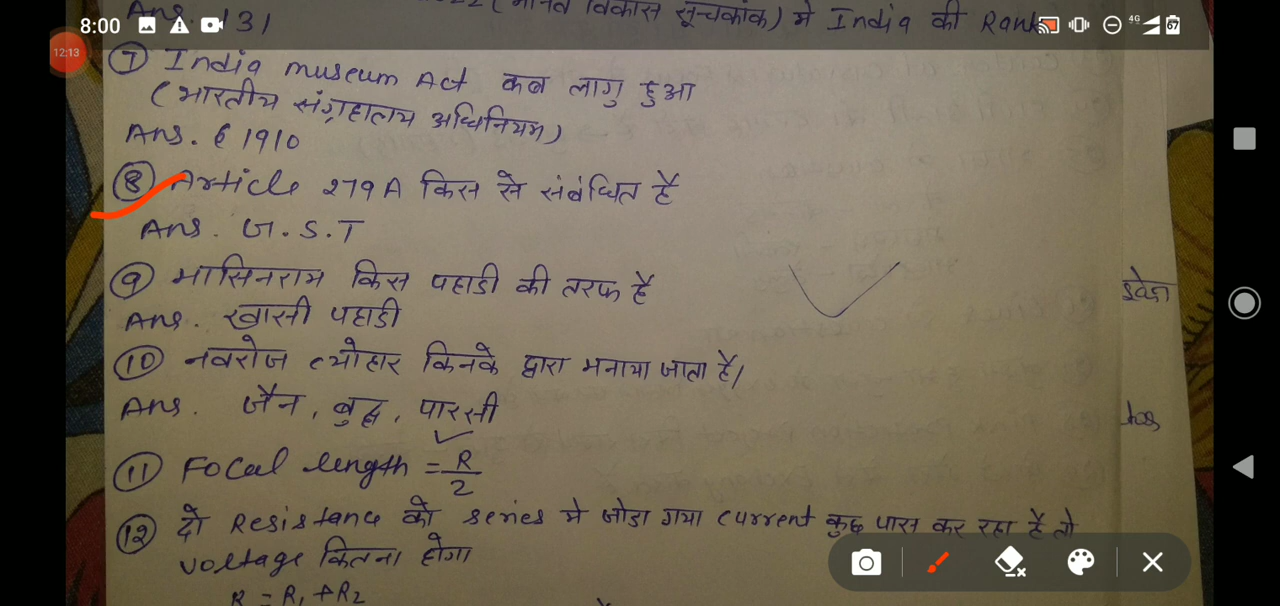 8:00
4G
67
12:13
Ans. 131
(मानव विकास सूचकांक) मे India की Rank
⑦ India museum Act कब लागु हुआ
(भारतीय संग्रहालय अधिनियम)
Ans. 1910
⑧ Article 279A किस से संबंधित है
Ans. G.S.T
⑨ मासिनराम किस पहाडी की तरफ है
Ans. खासी पहाडी
⑩ नवरोज त्योहार किनके द्वारा मनाया जाता है/
Ans. जैन, बुद्ध, पारसी
⑪ Focal length = R/2
⑫ दो Resistance को series मे जोडा गया current कुछ पास कर रहा है तो
voltage कितना होगा
R = R1 + R2